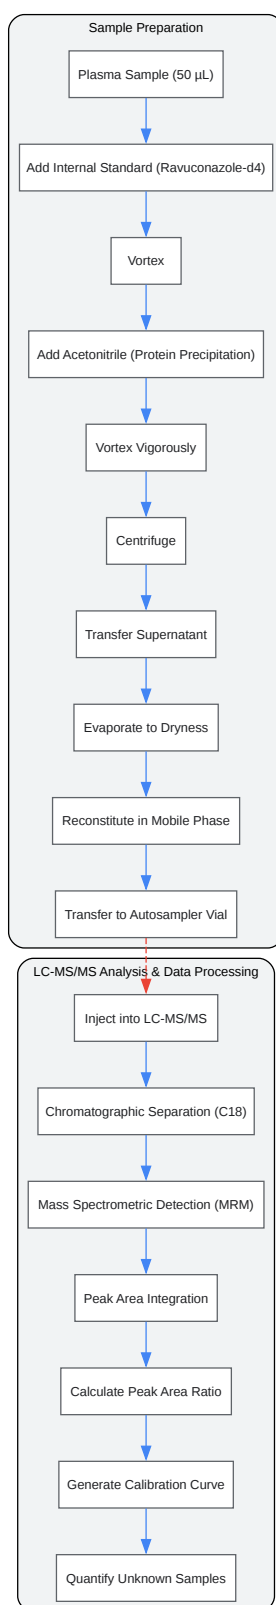 Sample Preparation
Plasma Sample (50 µL)
Add Internal Standard (Ravuconazole-d4)
Vortex
Add Acetonitrile (Protein Precipitation)
Vortex Vigorously
Centrifuge
Transfer Supernatant
Evaporate to Dryness
Reconstitute in Mobile Phase
Transfer to Autosampler Vial
LC-MS/MS Analysis & Data Processing
Inject into LC-MS/MS
Chromatographic Separation (C18)
Mass Spectrometric Detection (MRM)
Peak Area Integration
Calculate Peak Area Ratio
Generate Calibration Curve
Quantify Unknown Samples